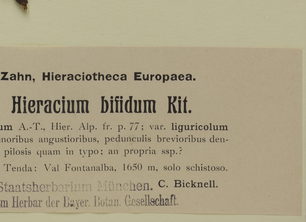 Zahn, Hieraciotheca Europaea.
Hieracium bifidum Kit.
um A.-T., Hier. Alp. fr. p. 77; var. liguricolum
noribus angustioribus, pedunculis brevioribus den-
pilosis quam in typo; an propria ssp.?
Tenda: Val Fontanalba, 1650 m, solo schistoso.
Staatsherbarium München. C. Bicknell.
um Herbar der Bayer. Botan. Gesellschaft.